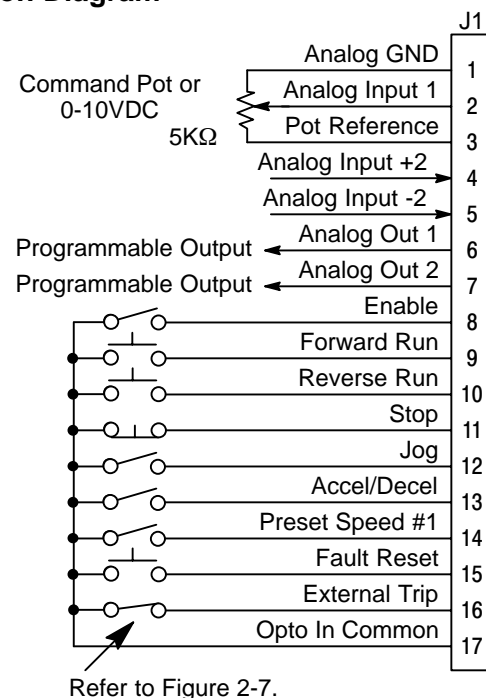 on Diagram
J1
Analog GND 1
Command Pot or
0-10VDC
5KΩ
Analog Input 1 2
Pot Reference 3
Analog Input +2 4
Analog Input -2 5
Programmable Output Analog Out 1 6
Programmable Output Analog Out 2 7
Enable 8
Forward Run 9
Reverse Run 10
Stop 11
Jog 12
Accel/Decel 13
Preset Speed #1 14
Fault Reset 15
External Trip 16
Opto In Common 17
Refer to Figure 2-7.